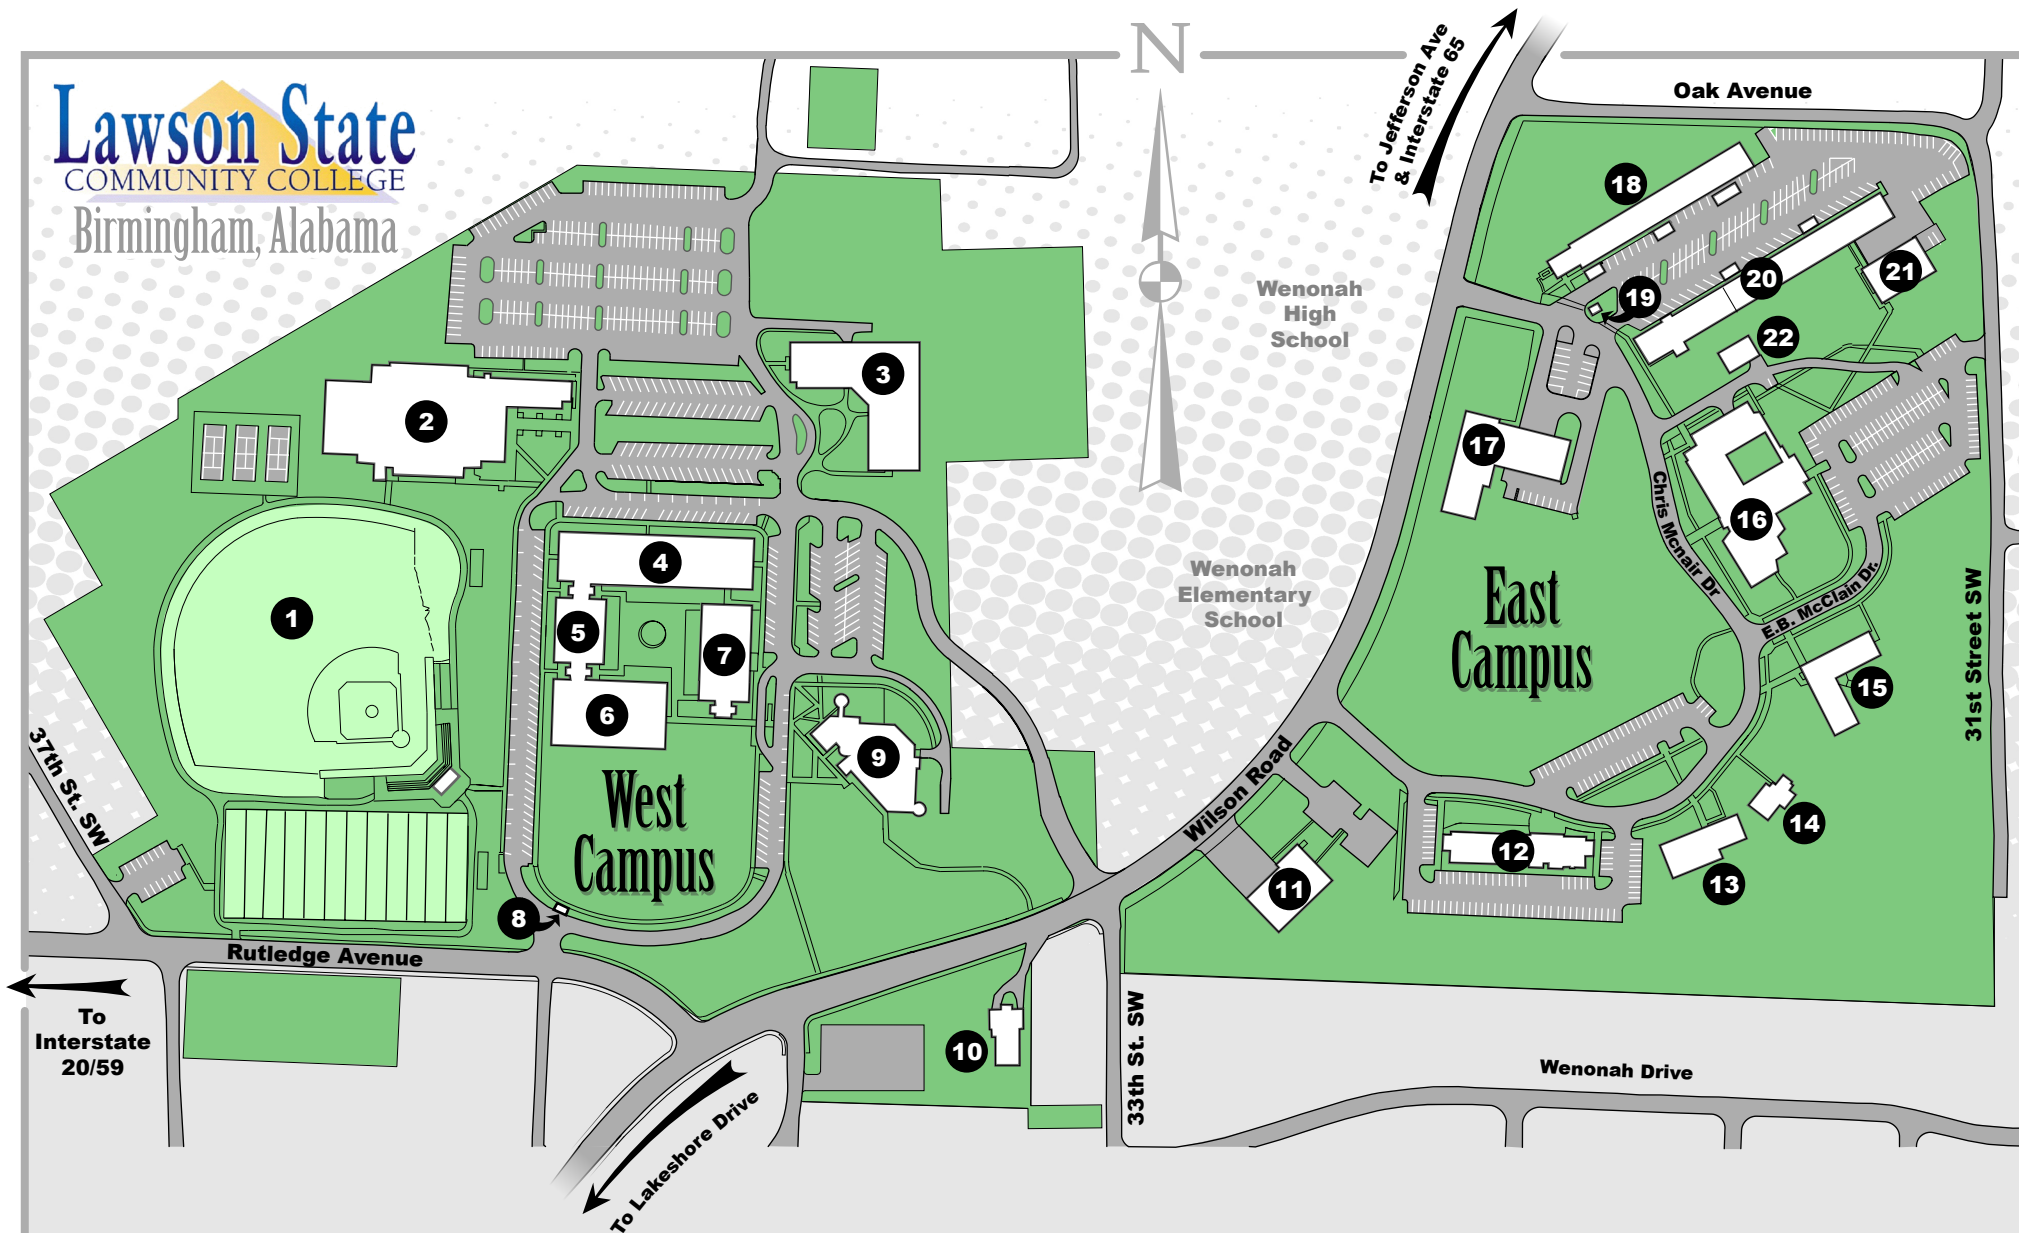 N
Lawson State
COMMUNITY COLLEGE
Birmingham, Alabama
To Jefferson Ave
& Interstate 65
Oak Avenue
Wenonah
High
School
Wenonah
Elementary
School
18
19
20
21
22
17
16
Chris Mcnair Dr
E.B. McClain Dr.
31st Street SW
East
Campus
15
14
13
12
11
Wilson Road
3
2
1
4
5
6
7
9
West
Campus
8
10
37th St. SW
Rutledge Avenue
To
Interstate
20/59
To Lakeshore Drive
33th St. SW
Wenonah Drive